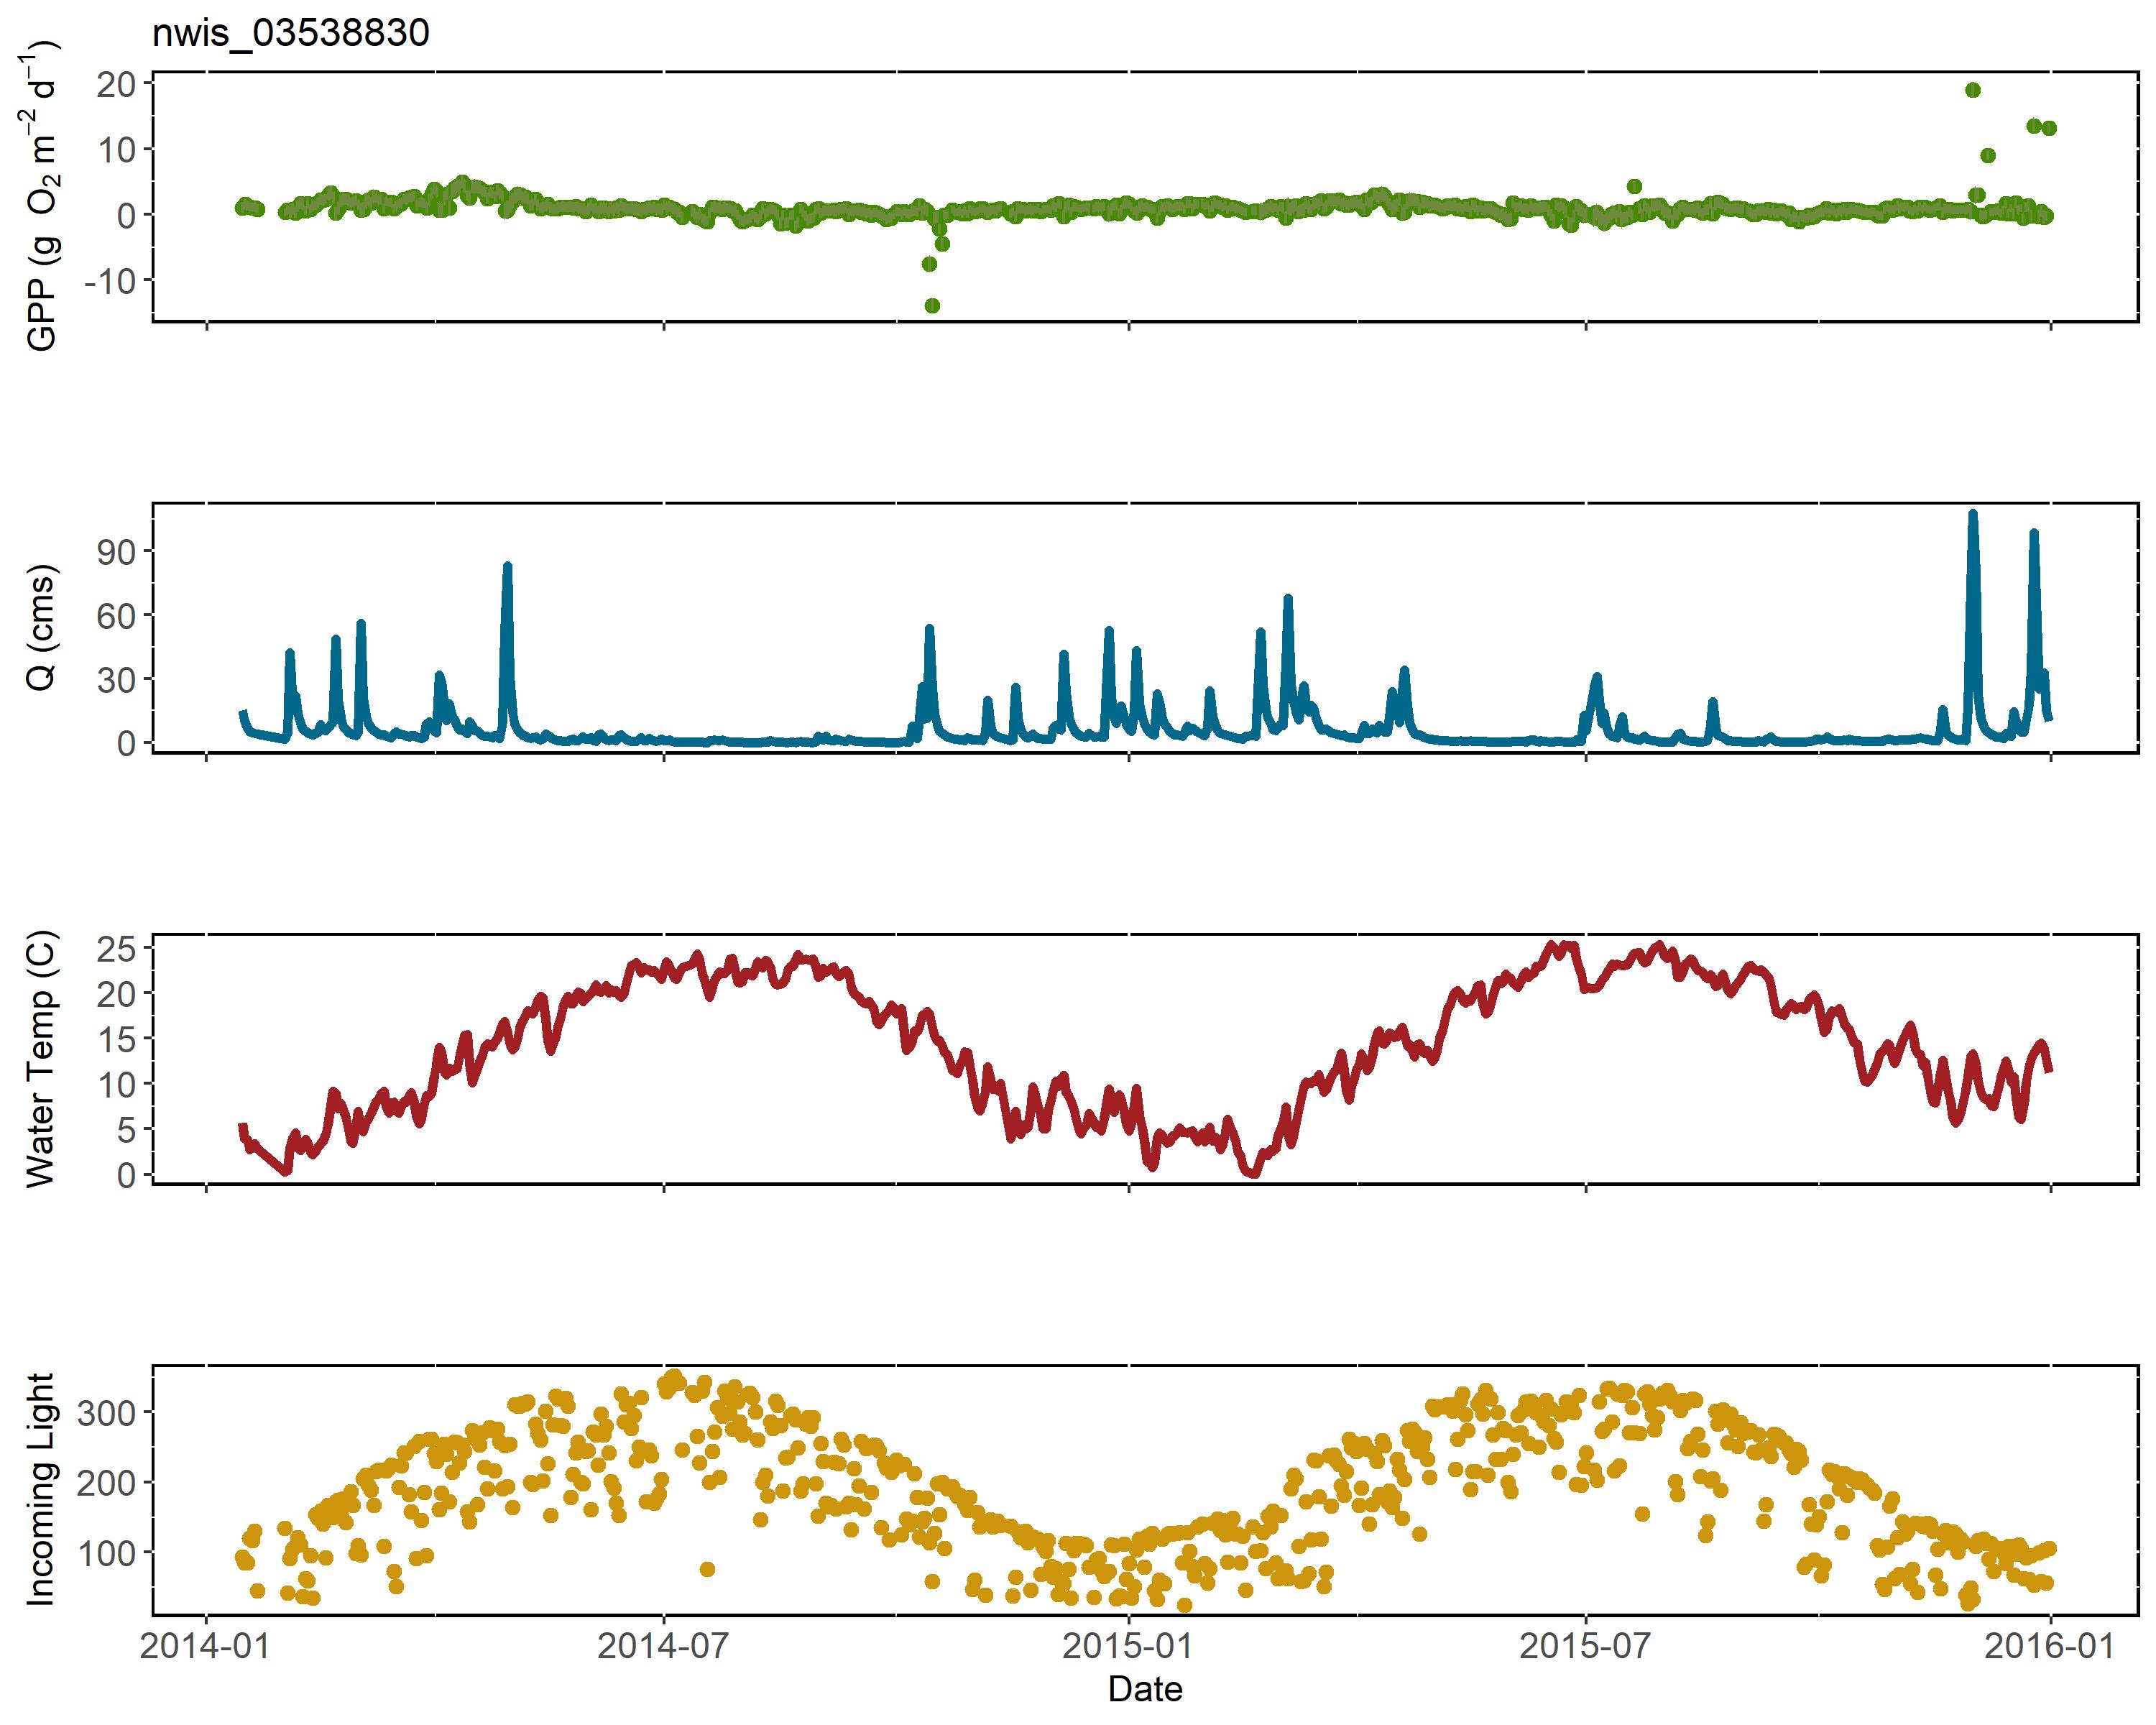 nwis_03538830
GPP (g O₂ m⁻² d⁻¹)
20
10
0
-10
Q (cms)
90
60
30
0
Water Temp (C)
25
20
15
10
5
0
Incoming Light
300
200
100
2014-01 2014-07 2015-01 2015-07 2016-01
Date